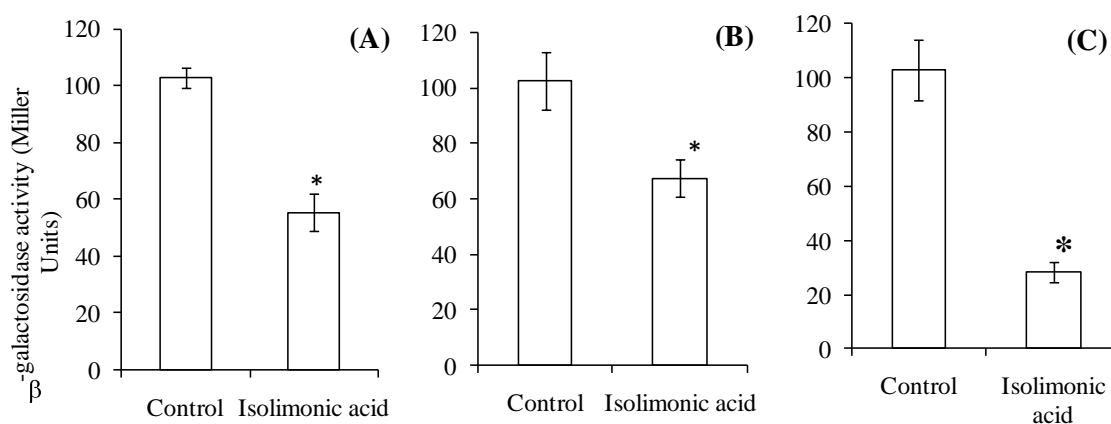 β-galactosidase activity (Miller
Units)
(A)
120
100
80
60
40
20
0
*
Control Isolimonic acid
(B)
120
100
80
60
40
20
0
*
Control Isolimonic acid
(C)
120
100
80
60
40
20
0
*
Control Isolimonic
acid